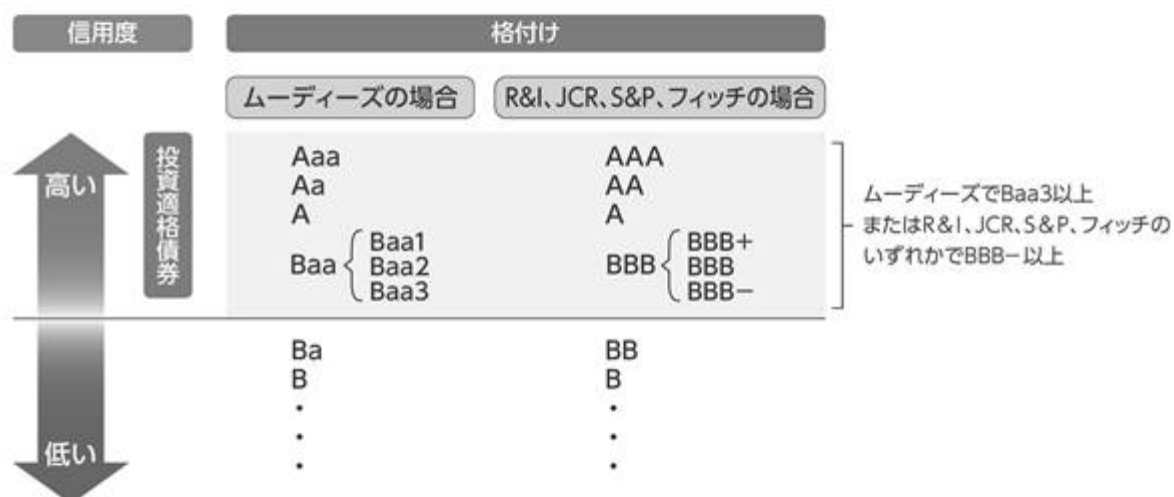 信用度
格付け
ムーディーズの場合
R&I、JCR、S&P、フィッチの場合
高い
投資適格債券
Aaa
Aa
A
Baa
Baa1
Baa2
Baa3
AAA
AA
A
BBB
BBB+
BBB
BBB−
ムーディーズでBaa3以上
またはR&I、JCR、S&P、フィッチの
いずれかでBBB−以上
低い
Ba
B
・
・
・
BB
B
・
・
・